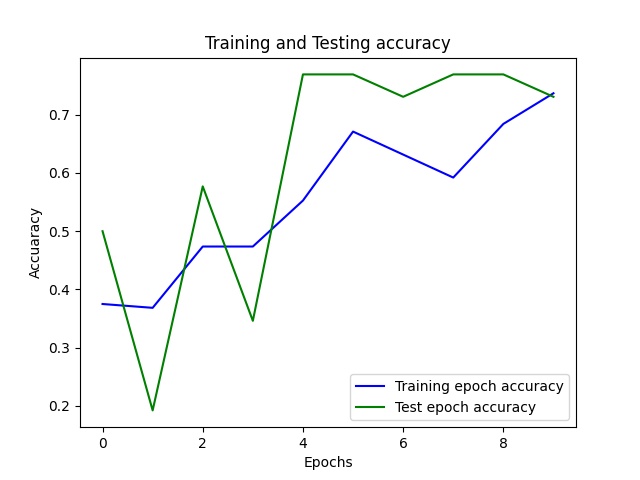 Training and Testing accuracy
Accuaracy
0.7
0.6
0.5
0.4
0.3
0.2
0
2
4
6
8
Epochs
Training epoch accuracy
Test epoch accuracy